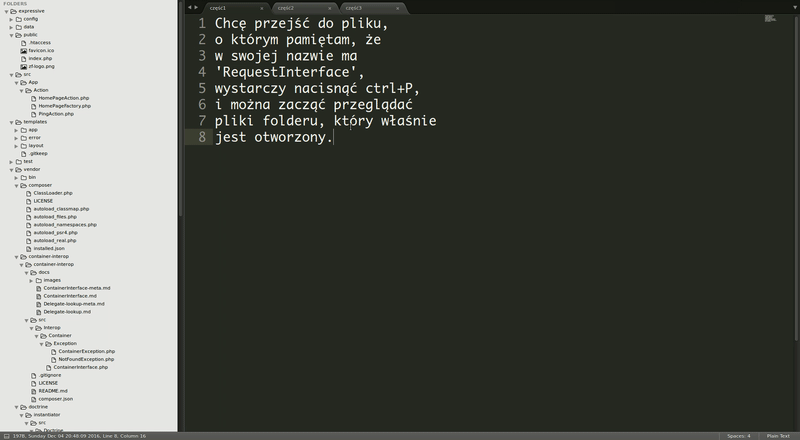 FOLDERS
expressive
config
data
public
.htaccess
favicon.ico
index.php
zf-logo.png
src
App
Action
HomePageAction.php
HomePageFactory.php
PingAction.php
templates
app
error
layout
.gitkeep
test
vendor
bin
composer
ClassLoader.php
LICENSE
autoload_classmap.php
autoload_files.php
autoload_namespaces.php
autoload_psr4.php
autoload_real.php
installed.json
container-interop
container-interop
docs
images
ContainerInterface-meta.md
ContainerInterface.md
Delegate-lookup-meta.md
Delegate-lookup.md
src
Interop
Container
Exception
ContainerException.php
NotFoundException.php
ContainerInterface.php
.gitignore
LICENSE
README.md
composer.json
doctrine
instantiator
src
Doctrine
część1 × część2 × część3 ×
1 Chcę przejść do pliku,
2 o którym pamiętam, że
3 w swojej nazwie ma
4 'RequestInterface',
5 wystarczy nacisnąć ctrl+P,
6 i można zacząć przeglądać
7 pliki folderu, który właśnie
8 jest otworzony.
1978, Sunday Dec 04 20:48:09 2016, Line 8, Column 16 Spaces: 4 Plain Text